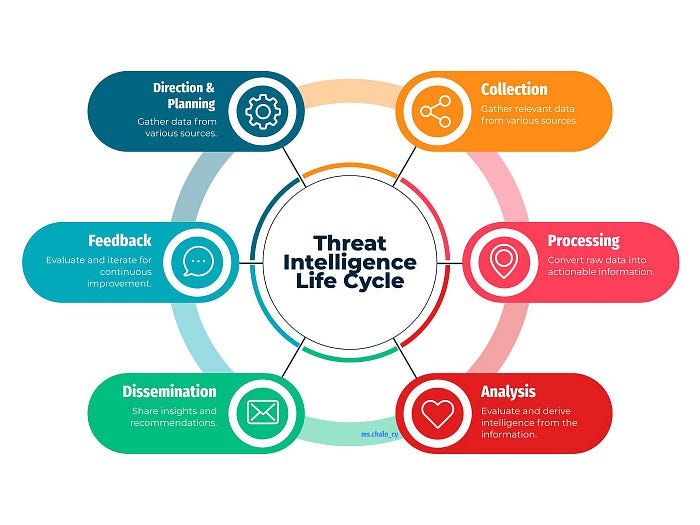 Direction &
Planning
Gather data from
various sources.
Collection
Gather relevant data
from various sources.
Feedback
Evaluate and iterate for
continuous
improvement.
Threat
Intelligence
Life Cycle
Processing
Convert raw data into
actionable information.
Dissemination
Share insights and
recommendations.
Analysis
Evaluate and derive
intelligence from the
information.
ms.chalo_cy